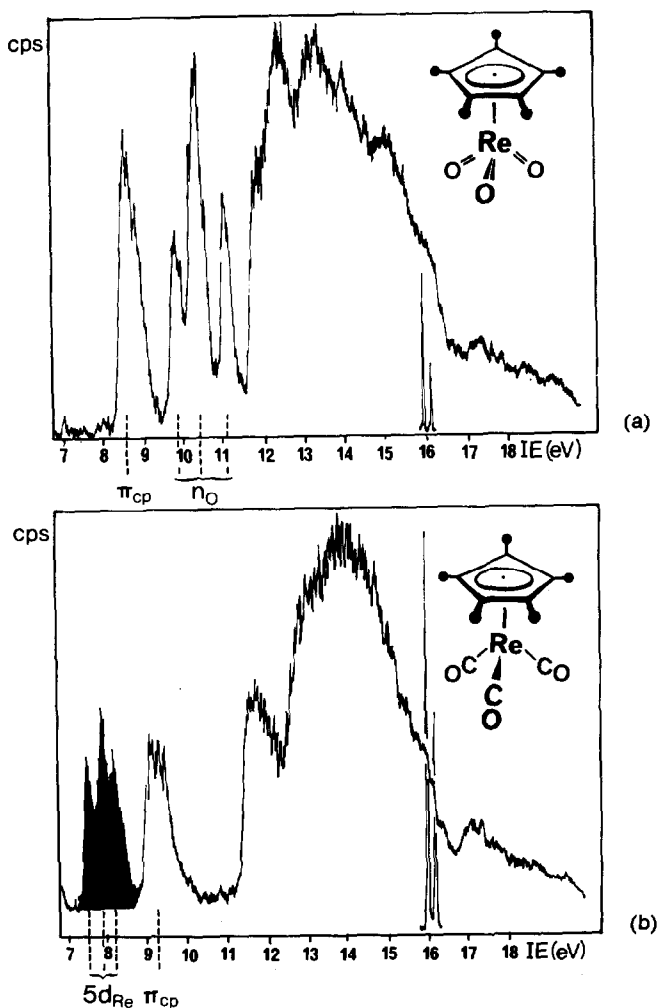 cps
Re
O O
O
7 8 9 10 11 12 13 14 15 16 17 18 IE(eV)
(a)
πcp nO
cps
Re
OC CO
C
O
7 8 9 10 11 12 13 14 15 16 17 18 IE(eV)
(b)
5dRe πcp